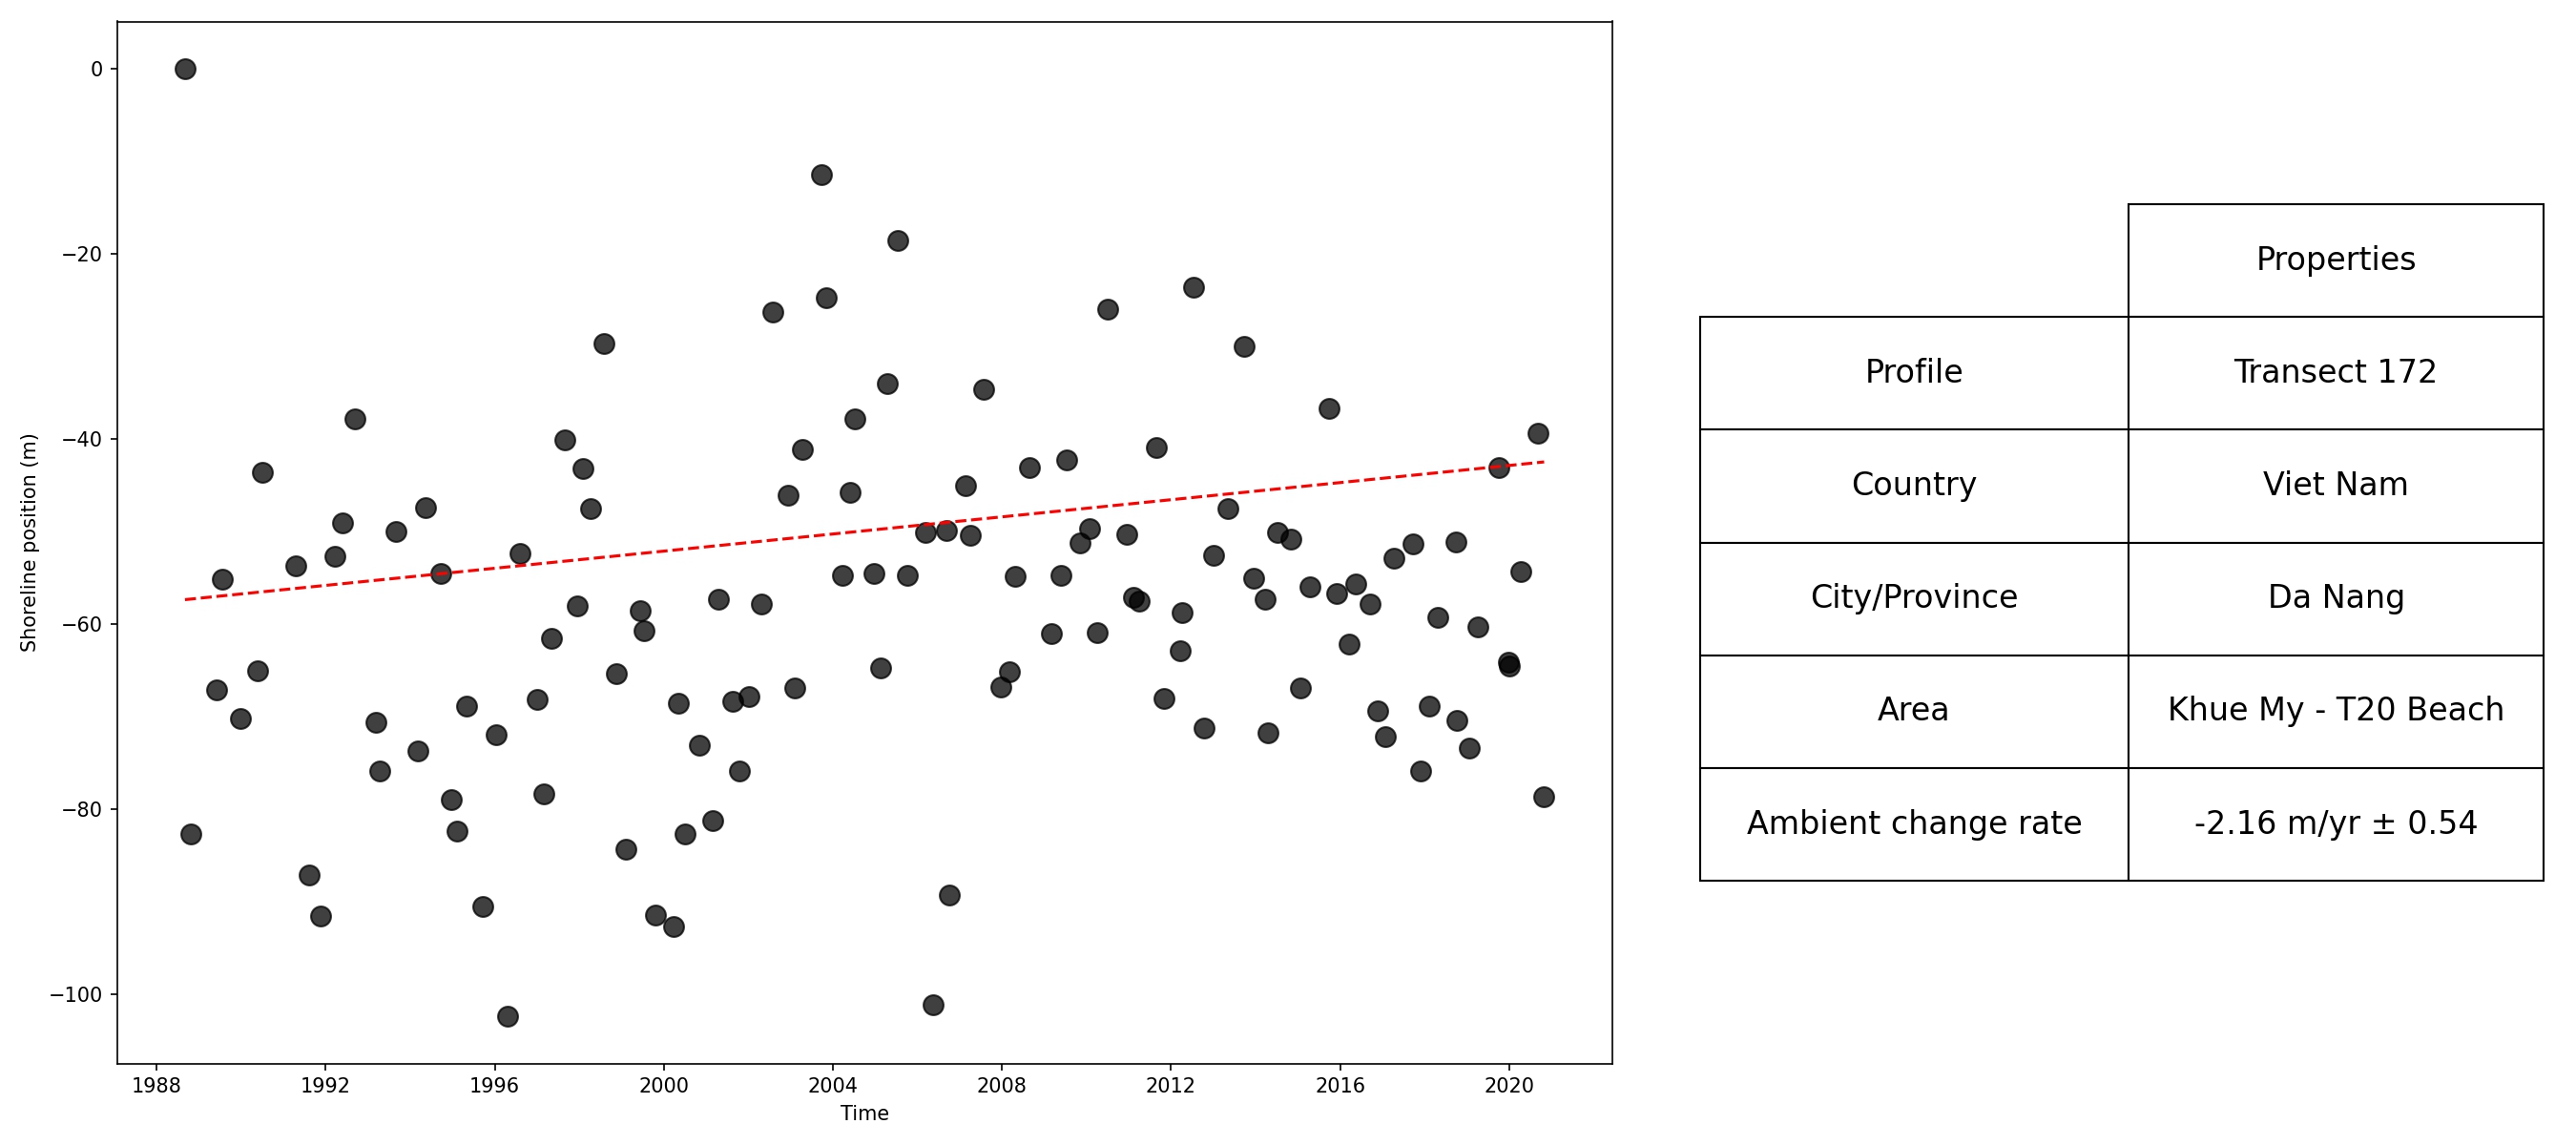 0
−20
−40
−60
−80
−100
Shoreline position (m)
1988 1992 1996 2000 2004 2008 2012 2016 2020
Time
Properties
Profile Transect 172
Country Viet Nam
City/Province Da Nang
Area Khue My - T20 Beach
Ambient change rate -2.16 m/yr ± 0.54